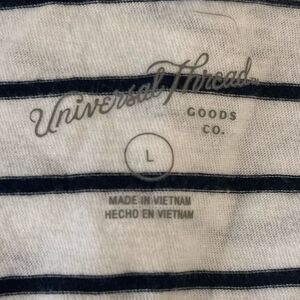 Universal Thread
GOODS
CO.
L
MADE IN VIETNAM
HECHO EN VIETNAM